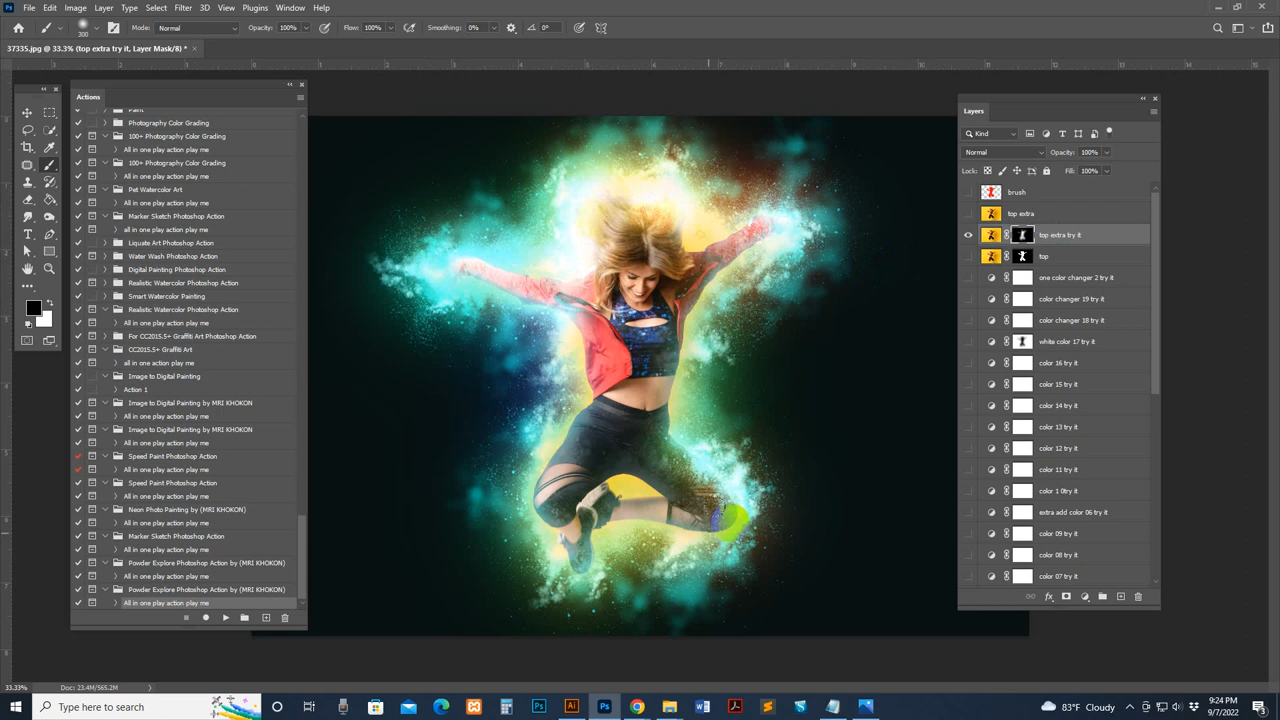 Ps File Edit Image Layer Type Select Filter 3D View Plugins Window Help
300 Mode: Normal Opacity: 100% Flow: 100% Smoothing: 0% 0°
37335.jpg @ 33.3% (top extra try it, Layer Mask/8) *
Actions
Paint
Photography Color Grading
100+ Photography Color Grading
All in one play action play me
100+ Photography Color Grading
All in one play action play me
Pet Watercolor Art
All in one play action play me
Marker Sketch Photoshop Action
All in one play action play me
Liquate Art Photoshop Action
Water Wash Photoshop Action
Digital Painting Photoshop Action
Realistic Watercolor Photoshop Action
Smart Watercolor Painting
Realistic Watercolor Photoshop Action
All in one play action play me
For CC2015.5+ Graffiti Art Photoshop Action
CC2015.5+ Graffiti Art
all in one action play me
Image to Digital Painting
Action 1
Image to Digital Painting by MRI KHOKON
All in one play action play me
Image to Digital Painting by MRI KHOKON
All in one play action play me
Speed Paint Photoshop Action
All in one play action play me
Speed Paint Photoshop Action
All in one play action play me
Neon Photo Painting by (MRI KHOKON)
All in one play action play me
Marker Sketch Photoshop Action
All in one play action play me
Powder Explore Photoshop Action by (MRI KHOKON)
All in one play action play me
Powder Explore Photoshop Action by (MRI KHOKON)
All in one play action play me
Layers
Kind
Normal Opacity: 100%
Lock: Fill: 100%
brush
top extra
top extra try it
top
one color changer 2 try it
color changer 19 try it
color changer 18 try it
white color 17 try it
color 16 try it
color 15 try it
color 14 try it
color 13 try it
color 12 try it
color 11 try it
color 1 0try it
extra add color 06 try it
color 09 try it
color 08 try it
color 07 try it
33.33% Doc: 23.4M/565.2M
Type here to search
83°F Cloudy
9:24 PM
9/7/2022